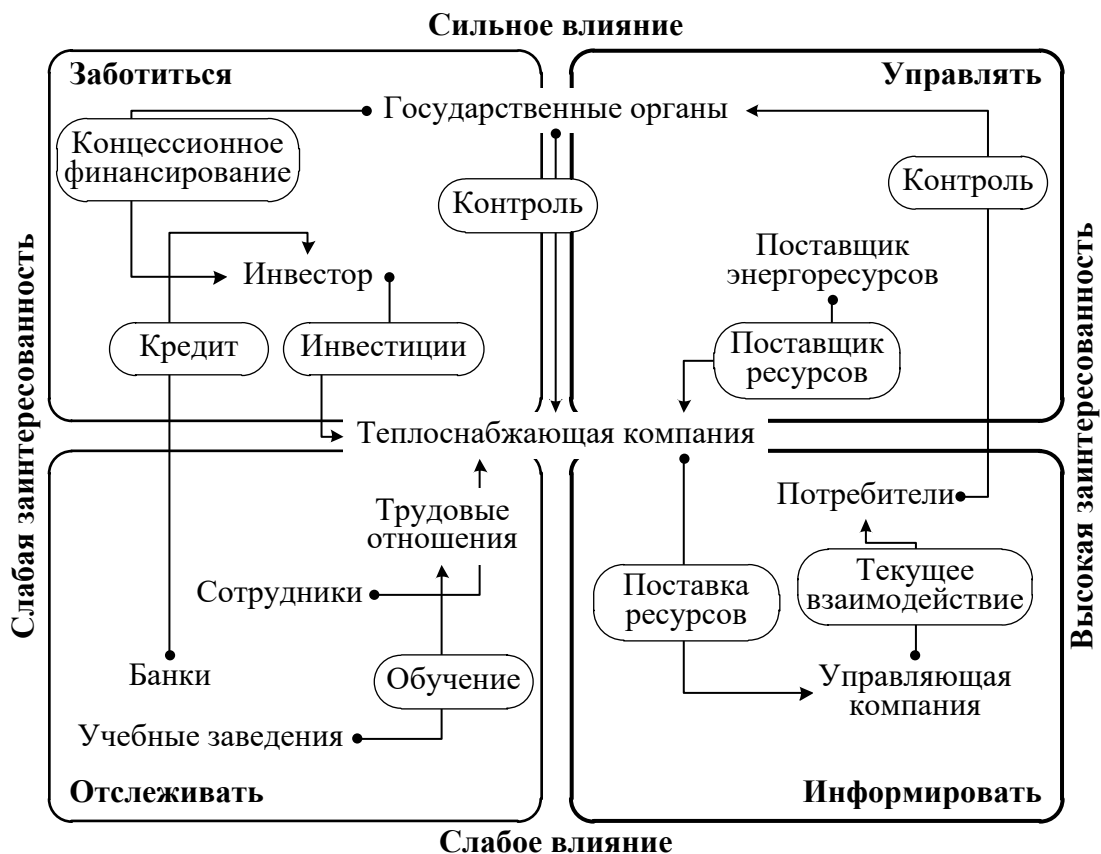 Сильное влияние
Заботиться
Управлять
Государственные органы
Концессионное
финансирование
Контроль
Контроль
Поставщик
энергоресурсов
Инвестор
Кредит
Инвестиции
Поставщик
ресурсов
Слабая заинтересованность
Высокая заинтересованность
Теплоснабжающая компания
Трудовые
отношения
Потребители
Сотрудники
Поставка
ресурсов
Текущее
взаимодействие
Банки
Обучение
Управляющая
компания
Учебные заведения
Отслеживать
Информировать
Слабое влияние